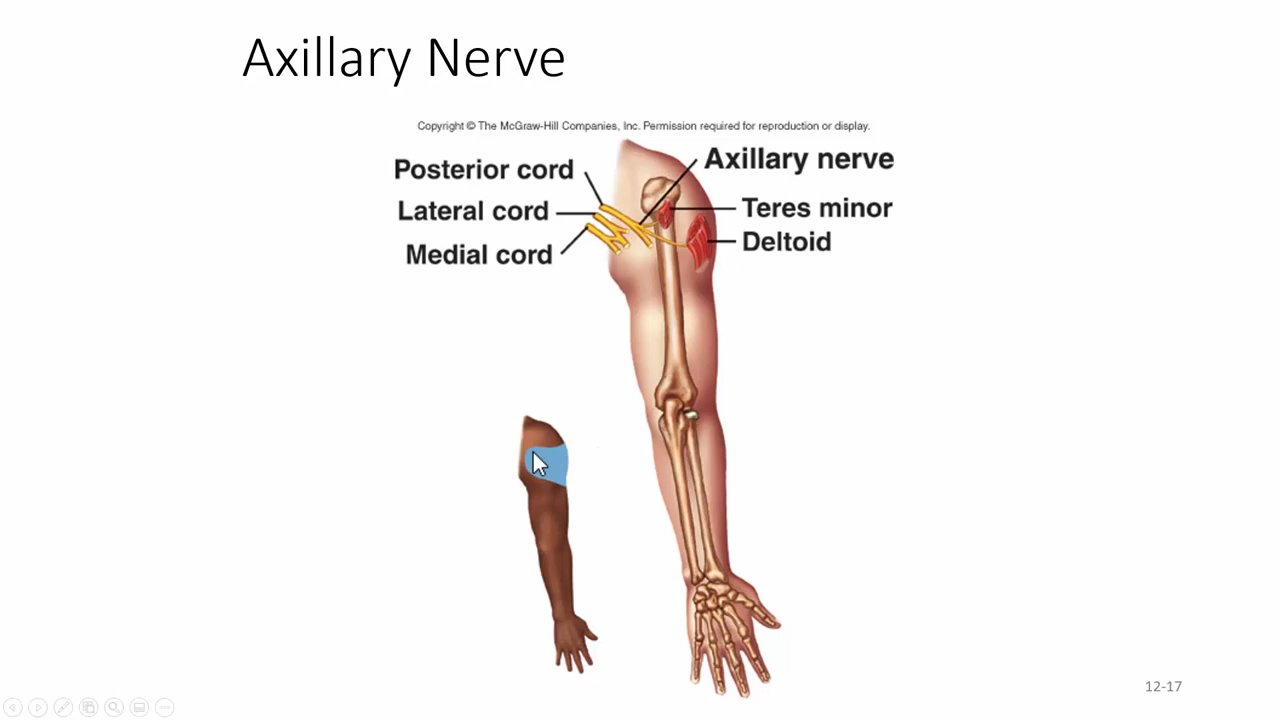 Axillary Nerve
Copyright © The McGraw-Hill Companies, Inc. Permission required for reproduction or display.
Posterior cord
Axillary nerve
Lateral cord
Teres minor
Medial cord
Deltoid
12-17